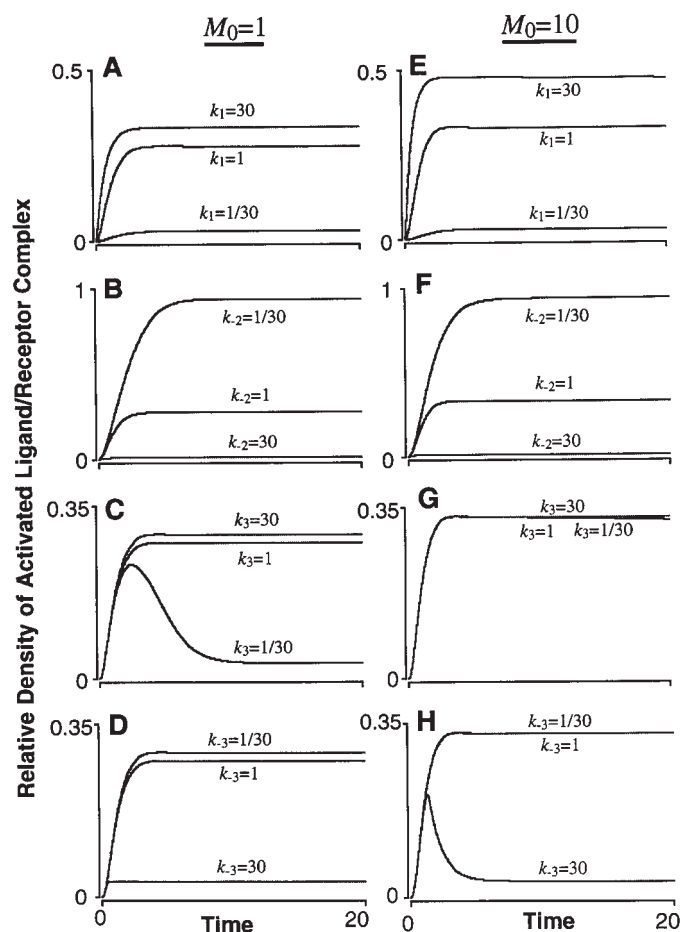 M0=1
M0=10
Relative Density of Activated Ligand/Receptor Complex
A
0.5
k1=30
k1=1
k1=1/30
0
E
0.5
k1=30
k1=1
k1=1/30
0
B
1
k-2=1/30
k-2=1
k-2=30
0
F
1
k-2=1/30
k-2=1
k-2=30
0
C
0.35
k3=30
k3=1
k3=1/30
0
G
0.35
k3=30
k3=1 k3=1/30
0
D
0.35
k-3=1/30
k-3=1
k-3=30
0
0 Time 20
H
0.35
k-3=1/30
k-3=1
k-3=30
0
0 Time 20